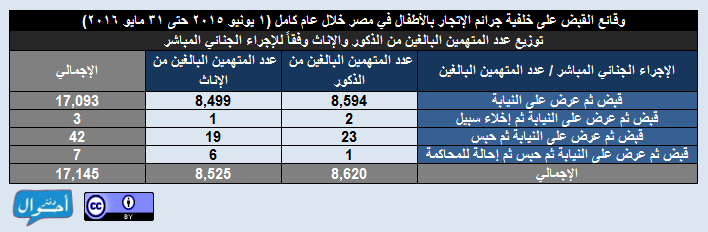 وقائع القبض على خلفية جرائم الإتجار بالأطفال في مصر خلال عام كامل (١ يونيو ٢٠١٥ حتى ٣١ مايو ٢٠١٦)
توزيع عدد المتهمين البالغين من الذكور والإناث وفقاً للإجراء الجنائي المباشر
الإجراء الجنائي المباشر / عدد المتهمين البالغين عدد المتهمين البالغين من الذكور عدد المتهمين البالغين من الإناث الإجمالي
قبض ثم عرض على النيابة 8,594 8,499 17,093
قبض ثم عرض على النيابة ثم إخلاء سبيل 2 1 3
قبض ثم عرض على النيابة ثم حبس 23 19 42
قبض ثم عرض على النيابة ثم حبس ثم إحالة للمحاكمة 1 6 7
الإجمالي 8,620 8,525 17,145
دفتر أحوال
cc BY